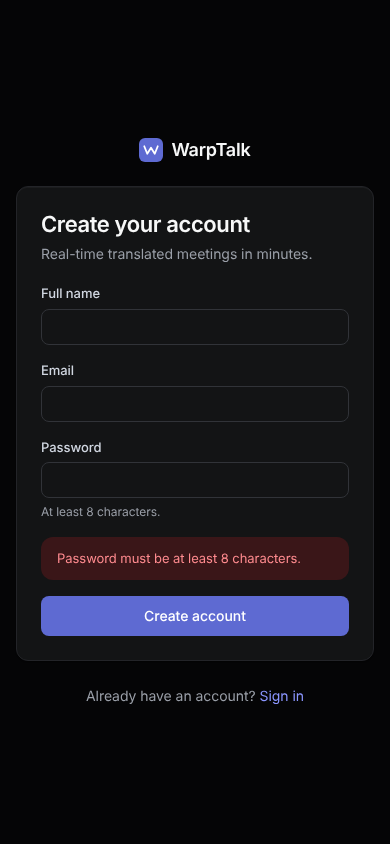 WarpTalk
Create your account
Real-time translated meetings in minutes.
Full name
Email
Password
At least 8 characters.
Password must be at least 8 characters.
Create account
Already have an account? Sign in